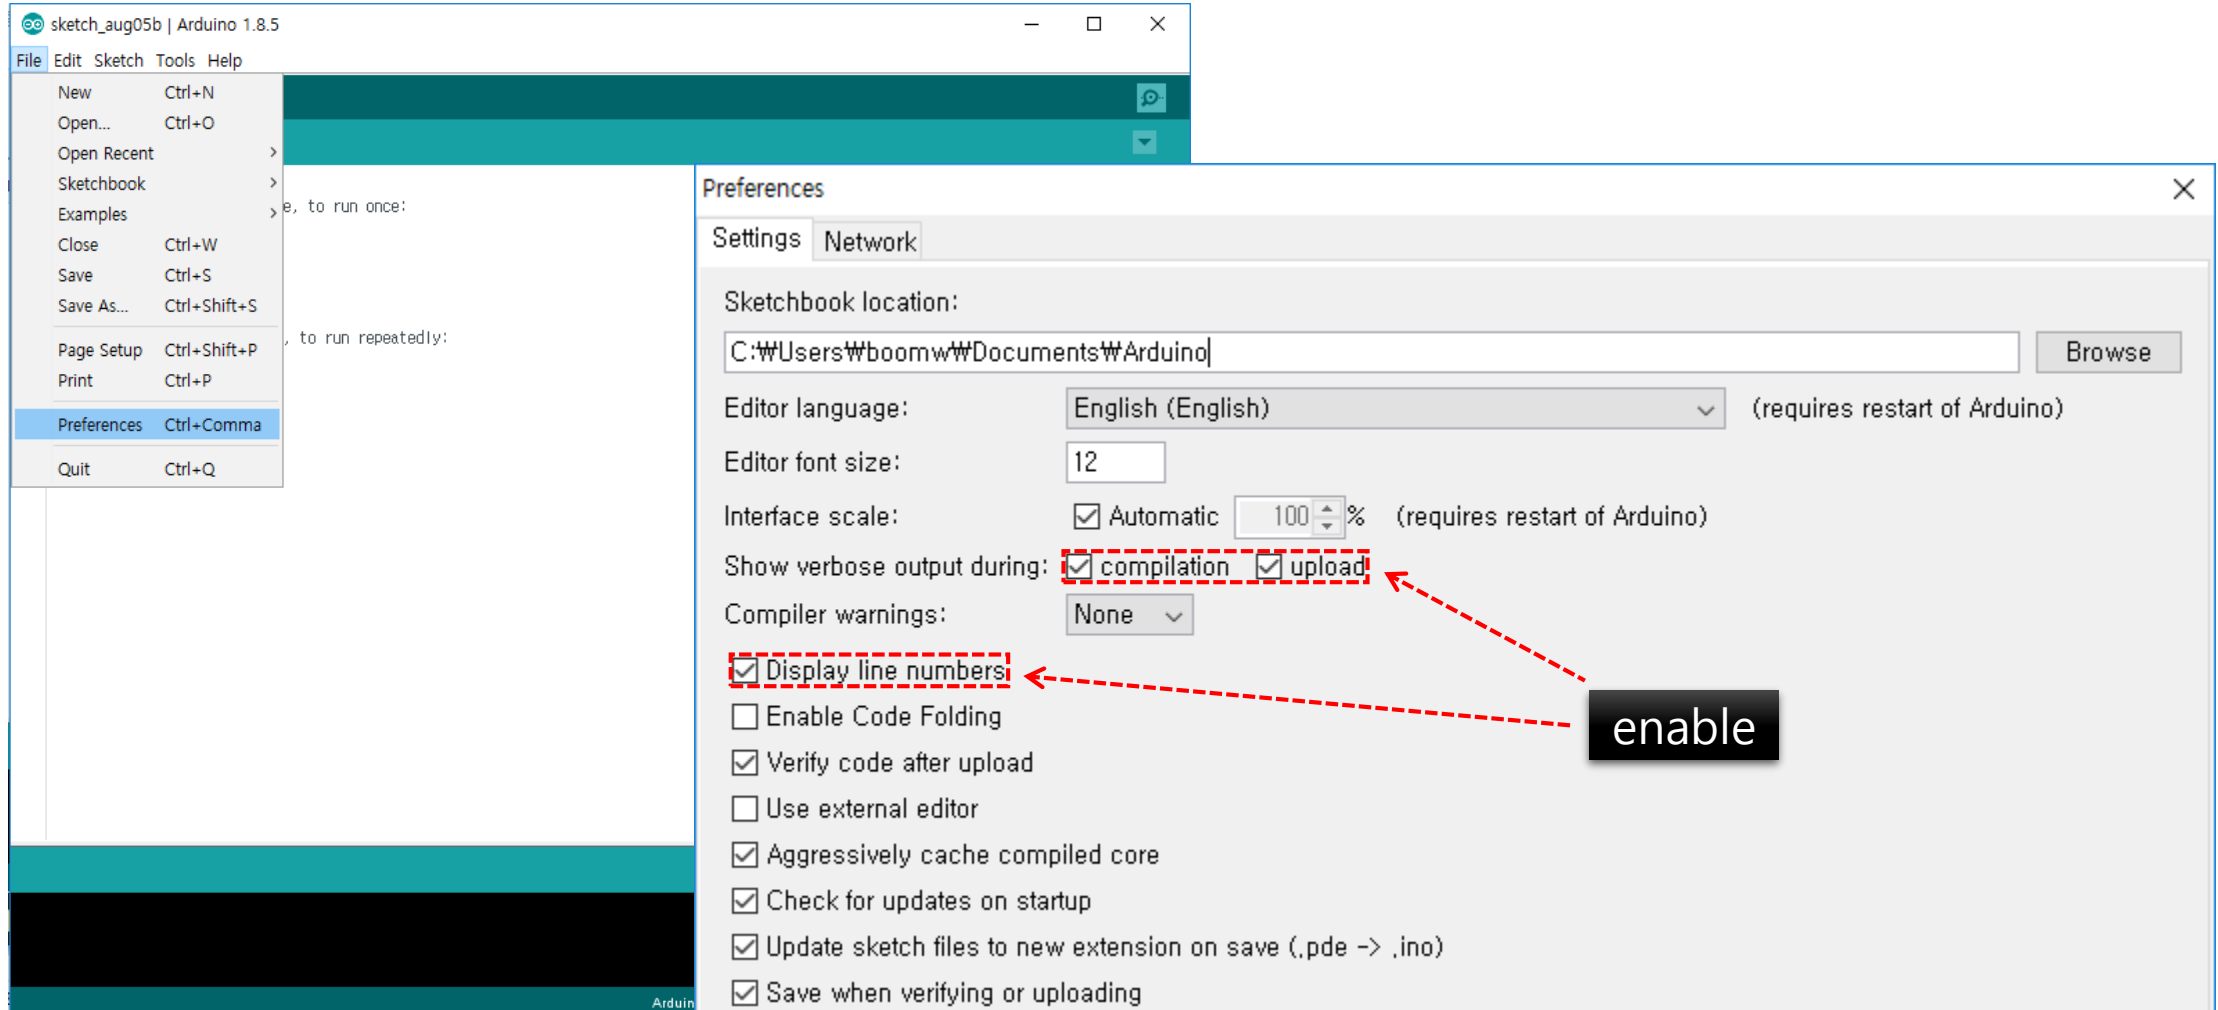 sketch_aug05b | Arduino 1.8.5
File Edit Sketch Tools Help
New Ctrl+N
Open... Ctrl+O
Open Recent
Sketchbook
Examples
Close Ctrl+W
Save Ctrl+S
Save As... Ctrl+Shift+S
Page Setup Ctrl+Shift+P
Print Ctrl+P
Preferences Ctrl+Comma
Quit Ctrl+Q
e, to run once:
, to run repeatedly:
Arduin
Preferences
Settings Network
Sketchbook location:
C:₩Users₩boomw₩Documents₩Arduino Browse
Editor language: English (English) (requires restart of Arduino)
Editor font size: 12
Interface scale: Automatic 100 % (requires restart of Arduino)
Show verbose output during: compilation upload
Compiler warnings: None
Display line numbers
Enable Code Folding
enable
Verify code after upload
Use external editor
Aggressively cache compiled core
Check for updates on startup
Update sketch files to new extension on save (.pde -> .ino)
Save when verifying or uploading